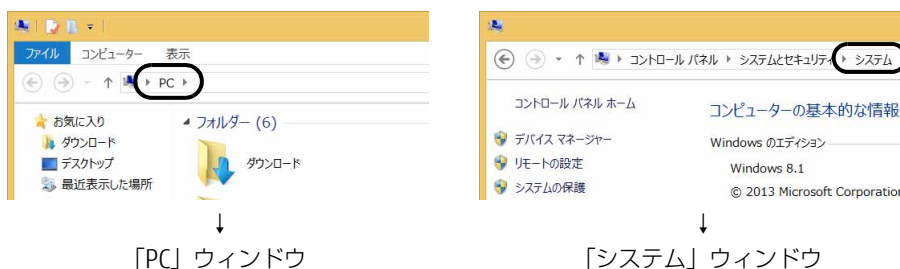 ファイル コンピューター 表示
PC
お気に入り
ダウンロード
デスクトップ
最近表示した場所
フォルダー (6)
ダウンロード
↓
「PC」ウィンドウ
コントロール パネル システムとセキュリティ システム
コントロール パネル ホーム
デバイス マネージャー
リモートの設定
システムの保護
コンピューターの基本的な情報
Windows のエディション
Windows 8.1
© 2013 Microsoft Corporation
↓
「システム」ウィンドウ